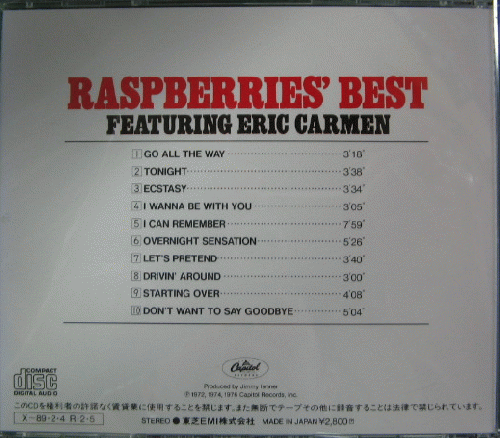 RASPBERRIES' BEST
FEATURING ERIC CARMEN
1 GO ALL THE WAY 3'10"
2 TONIGHT 3'38"
3 ECSTASY 3'34"
4 I WANNA BE WITH YOU 3'05"
5 I CAN REMEMBER 7'59"
6 OVERNIGHT SENSATION 5'26"
7 LET'S PRETEND 3'40"
8 DRIVIN' AROUND 3'00"
9 STARTING OVER 4'08"
10 DON'T WANT TO SAY GOODBYE 5'04"
Capitol
Produced by Jimmy Ienner
℗1972, 1974, 1976 Capitol Records, Inc.
COMPACT
disc
DIGITAL AUDIO
このCDを権利者の許諾なく賃貸業に使用することを禁じます。また無断でテープその他に録音することは法律で禁じられています。
X-89・2・4 R 2・5
STEREO 東芝EMI株式会社 MADE IN JAPAN ¥2,800